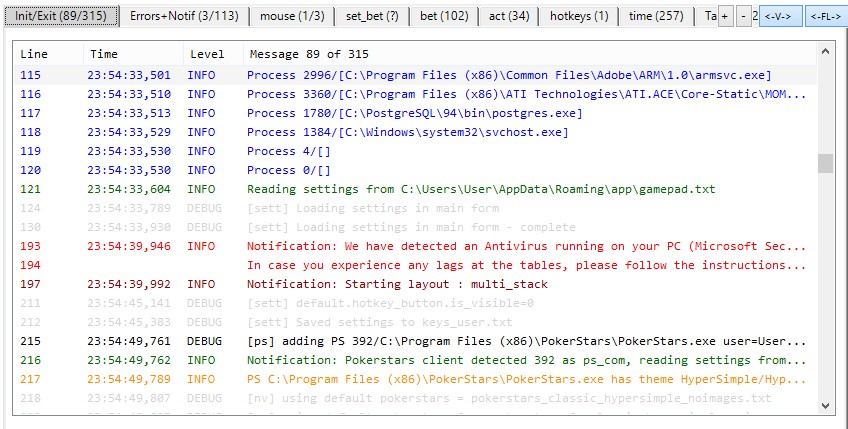 Init/Exit (89/315) Errors+Notif (3/113) mouse (1/3) set_bet (?) bet (102) act (34) hotkeys (1) time (257) Ta + - 2 <-V-> <-FL->
Line Time Level Message 89 of 315
115 23:54:33,501 INFO Process 2996/[C:\Program Files (x86)\Common Files\Adobe\ARM\1.0\armsvc.exe]
116 23:54:33,510 INFO Process 3360/[C:\Program Files (x86)\ATI Technologies\ATI.ACE\Core-Static\MOM...
117 23:54:33,513 INFO Process 1780/[C:\PostgreSQL\94\bin\postgres.exe]
118 23:54:33,529 INFO Process 1384/[C:\Windows\system32\svchost.exe]
119 23:54:33,530 INFO Process 4/[]
120 23:54:33,530 INFO Process 0/[]
121 23:54:33,604 INFO Reading settings from C:\Users\User\AppData\Roaming\app\gamepad.txt
124 23:54:33,789 DEBUG [sett] Loading settings in main form
130 23:54:33,930 DEBUG [sett] Loading settings in main form - complete
193 23:54:39,946 INFO Notification: We have detected an Antivirus running on your PC (Microsoft Sec...
194 In case you experience any lags at the tables, please follow the instructions...
197 23:54:39,992 INFO Notification: Starting layout : multi_stack
211 23:54:45,141 DEBUG [sett] default.hotkey_button.is_visible=0
212 23:54:45,383 DEBUG [sett] Saved settings to keys_user.txt
215 23:54:49,761 DEBUG [ps] adding PS 392/C:\Program Files (x86)\PokerStars\PokerStars.exe user=User...
216 23:54:49,762 INFO Notification: Pokerstars client detected 392 as ps_com, reading settings from...
217 23:54:49,789 INFO PS C:\Program Files (x86)\PokerStars\PokerStars.exe has theme HyperSimple/Hyp...
218 23:54:49,807 DEBUG [nv] using default pokerstars = pokerstars_classic_hypersimple_noimages.txt